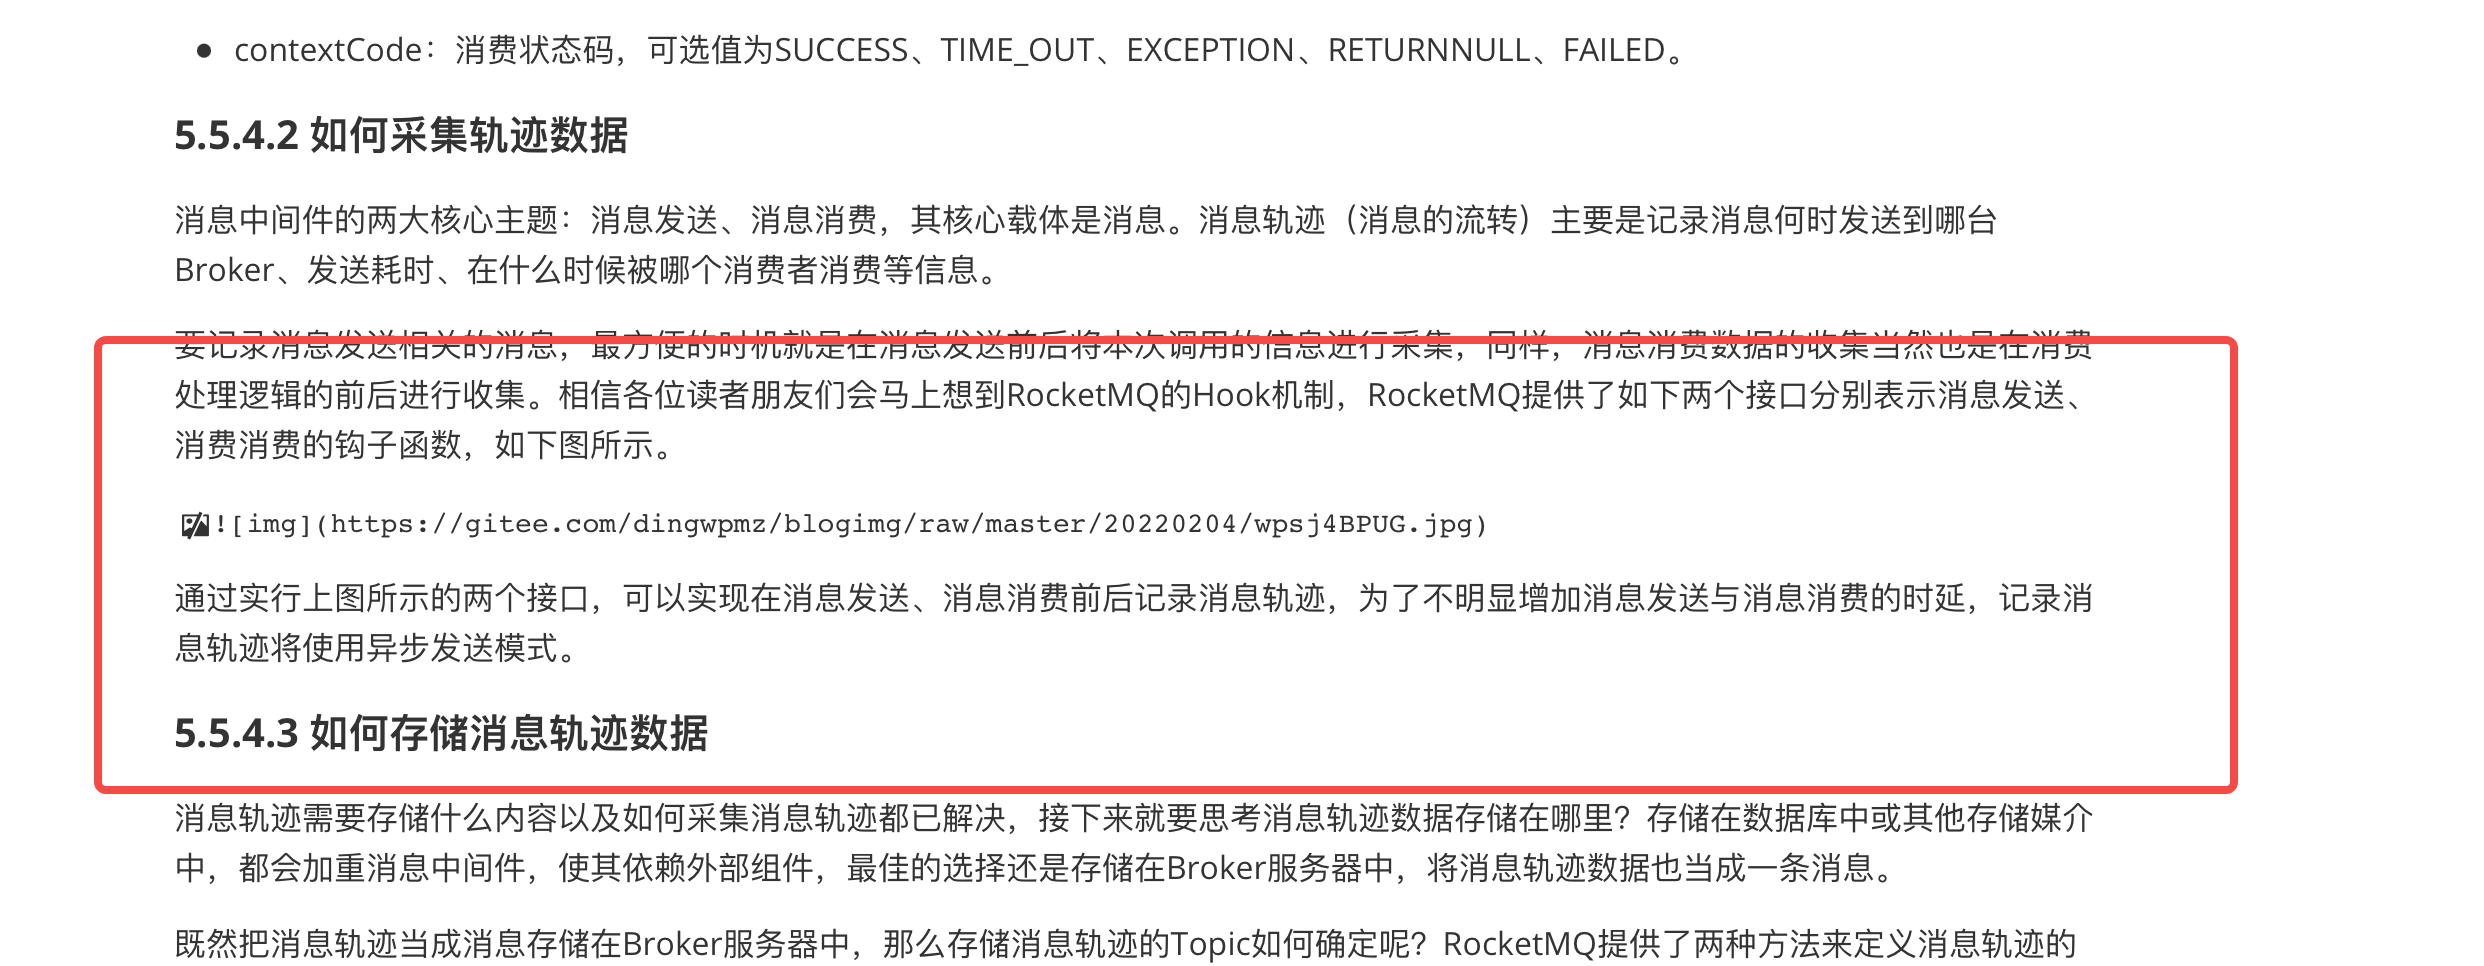 contextCode：消费状态码，可选值为SUCCESS、TIME_OUT、EXCEPTION、RETURNNULL、FAILED。
5.5.4.2 如何采集轨迹数据
消息中间件的两大核心主题：消息发送、消息消费，其核心载体是消息。消息轨迹（消息的流转）主要是记录消息何时发送到哪台
Broker、发送耗时、在什么时候被哪个消费者消费等信息。
要记录消息发送相关的消息，最方便的时机就是在消息发送前后将本次调用的信息进行采集，同样，消息消费数据的收集当然也是在消费
处理逻辑的前后进行收集。相信各位读者朋友们会马上想到RocketMQ的Hook机制，RocketMQ提供了如下两个接口分别表示消息发送、
消费消费的钩子函数，如下图所示。
![img](https://gitee.com/dingwpmz/blogimg/raw/master/20220204/wpsj4BPUG.jpg)
通过实行上图所示的两个接口，可以实现在消息发送、消息消费前后记录消息轨迹，为了不明显增加消息发送与消息消费的时延，记录消
息轨迹将使用异步发送模式。
5.5.4.3 如何存储消息轨迹数据
消息轨迹需要存储什么内容以及如何采集消息轨迹都已解决，接下来就要思考消息轨迹数据存储在哪里？存储在数据库中或其他存储媒介
中，都会加重消息中间件，使其依赖外部组件，最佳的选择还是存储在Broker服务器中，将消息轨迹数据也当成一条消息。
既然把消息轨迹当成消息存储在Broker服务器中，那么存储消息轨迹的Topic如何确定呢？RocketMQ提供了两种方法来定义消息轨迹的